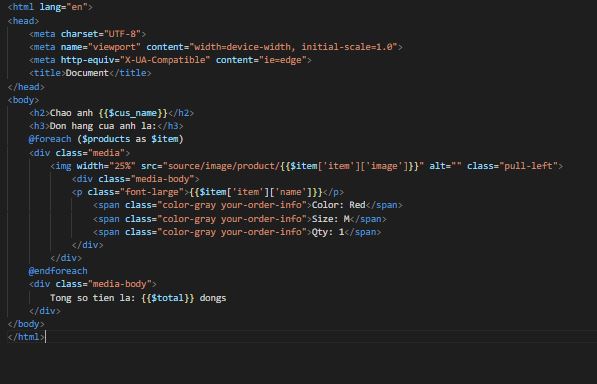 <html lang="en">
<head>
    <meta charset="UTF-8">
    <meta name="viewport" content="width=device-width, initial-scale=1.0">
    <meta http-equiv="X-UA-Compatible" content="ie=edge">
    <title>Document</title>
</head>
<body>
    <h2>Chao anh {{$cus_name}}</h2>
    <h3>Don hang cua anh la:</h3>
    @foreach ($products as $item)
    <div class="media">
        <img width="25%" src="source/image/product/{{$item['item']['image']}}" alt="" class="pull-left">
            <div class="media-body">
            <p class="font-large">{{$item['item']['name']}}</p>
                <span class="color-gray your-order-info">Color: Red</span>
                <span class="color-gray your-order-info">Size: M</span>
                <span class="color-gray your-order-info">Qty: 1</span>
            </div>
        </div>
    @endforeach
    <div class="media-body">
        Tong so tien la: {{$total}} dongs
    </div>
</body>
</html>